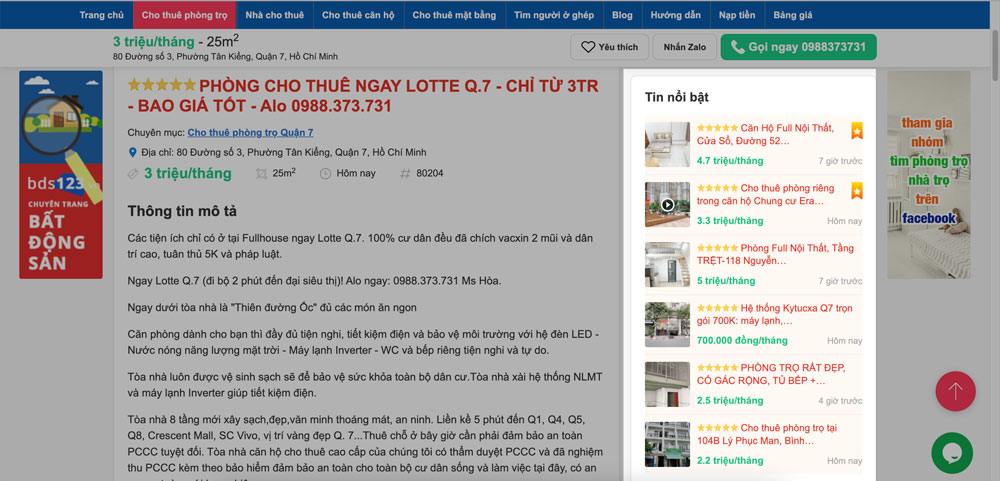 Trang chủ Cho thuê phòng trọ Nhà cho thuê Cho thuê căn hộ Cho thuê mặt bằng Tìm người ở ghép Blog Hướng dẫn Nạp tiền Bảng giá
3 triệu/tháng - 25m²
80 Đường số 3, Phường Tân Kiểng, Quận 7, Hồ Chí Minh
Yêu thích
Nhắn Zalo
Gọi ngay 0988373731
bds123.vn
CHUYÊN TRANG
BẤT
ĐỘNG
SẢN
PHÒNG CHO THUÊ NGAY LOTTE Q.7 - CHỈ TỪ 3TR
- BAO GIÁ TỐT - Alo 0988.373.731
Chuyên mục: Cho thuê phòng trọ Quận 7
Địa chỉ: 80 Đường số 3, Phường Tân Kiểng, Quận 7, Hồ Chí Minh
3 triệu/tháng 25m² Hôm nay # 80204
Thông tin mô tả
Các tiện ích chỉ có ở tại Fullhouse ngay Lotte Q.7. 100% cư dân đều đã chích vacxin 2 mũi và dân
trí cao, tuân thủ 5K và pháp luật.
Ngay Lotte Q.7 (đi bộ 2 phút đến đại siêu thị)! Alo ngay: 0988.373.731 Ms Hòa.
Ngay dưới tòa nhà là "Thiên đường Ốc" đủ các món ăn ngon
Căn phòng dành cho bạn thì đầy đủ tiện nghi, tiết kiệm điện và bảo vệ môi trường với hệ đèn LED -
Nước nóng năng lượng mặt trời - Máy lạnh Inverter - WC và bếp riêng tiện nghi và tự do.
Tòa nhà luôn được vệ sinh sạch sẽ để bảo vệ sức khỏa toàn bộ dân cư.Tòa nhà xài hệ thống NLMT
và máy lạnh Inverter giúp tiết kiệm điện.
Tòa nhà 8 tầng mới xây sạch,đẹp,văn minh thoáng mát, an ninh. Liền kề 5 phút đến Q1, Q4, Q5,
Q8, Crescent Mall, SC Vivo, vị trí vàng đẹp Q. 7...Thuê chỗ ở bây giờ cần phải đảm bảo an toàn
PCCC tuyệt đối. Tòa nhà căn hộ cho thuê cao cấp của chúng tôi có thẩm duyệt PCCC và đã nghiệm
thu PCCC kèm theo bảo hiểm đảm bảo an toàn cho toàn bộ cư dân sống và làm việc tại đây, có an
Tin nổi bật
Căn Hộ Full Nội Thất,
Cửa Sổ, Đường 52…
4.7 triệu/tháng 7 giờ trước
Cho thuê phòng riêng
trong căn hộ Chung cư Era…
3.3 triệu/tháng Hôm nay
Phòng Full Nội Thất, Tầng
TRỆT-118 Nguyễn…
5 triệu/tháng 7 giờ trước
Hệ thống Kytucxa Q7 trọn
gói 700K: máy lạnh,…
700.000 đồng/tháng Hôm nay
PHÒNG TRỌ RẤT ĐẸP,
CÓ GÁC RỘNG, TỦ BẾP +…
2.5 triệu/tháng 4 giờ trước
Cho thuê phòng trọ tại
104B Lý Phục Man, Bình…
2.2 triệu/tháng Hôm nay
tham gia
nhóm
tìm phòng trọ
nhà trọ
trên
facebook